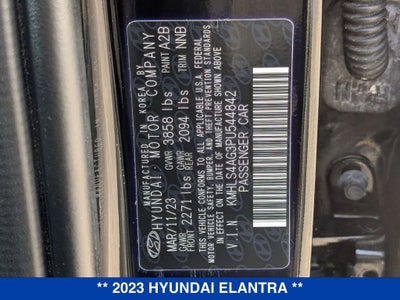 MANUFACTURED IN KOREA BY
HYUNDAI MOTOR COMPANY
MAR/11/23 GVWR 3858 lbs PAINT A2B
GAWR FRONT 2271 lbs GAWR REAR 2094 lbs TRIM NNB
THIS VEHICLE CONFORMS TO ALL APPLICABLE U.S.A. FEDERAL
MOTOR VEHICLE SAFETY, BUMPER, AND THEFT PREVENTION STANDARDS
IN EFFECT ON THE DATE OF MANUFACTURE SHOWN ABOVE.
V.I.N KMHLS4AG3PU544842
PASSENGER CAR
** 2023 HYUNDAI ELANTRA **